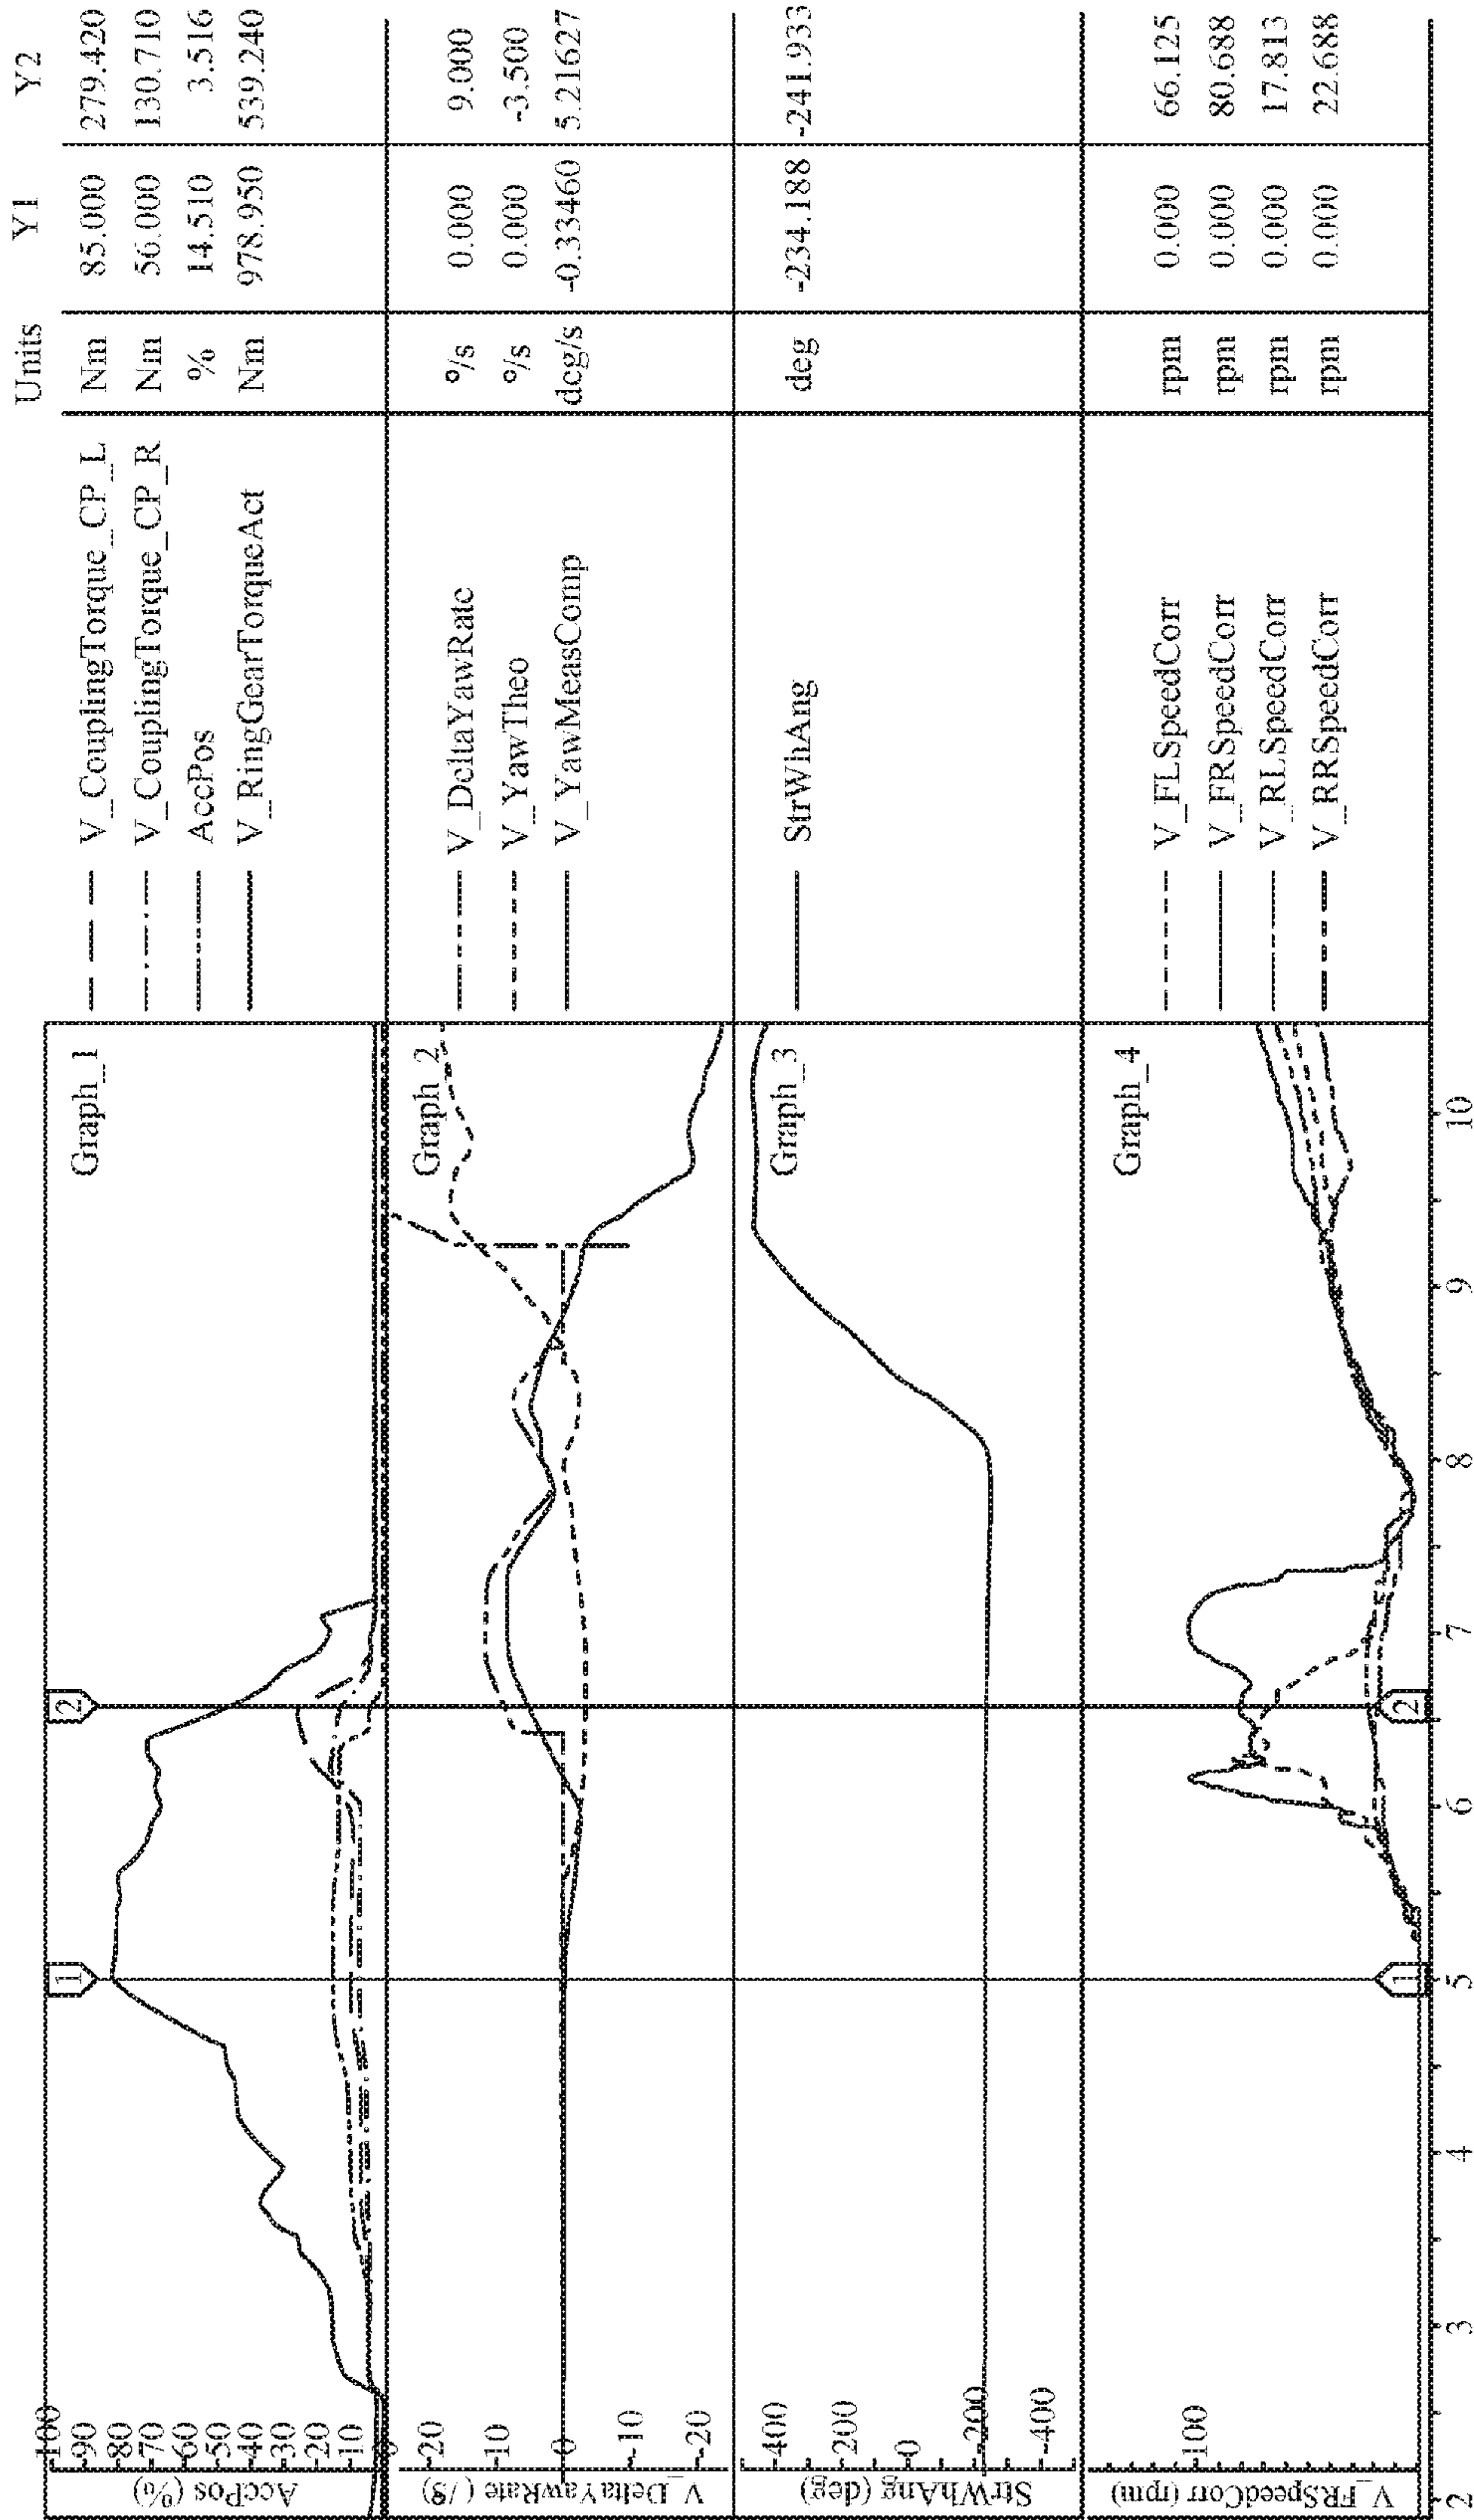 Units Y1 Y2
Graph_1
V_CouplingTorque_CP_L Nm 85.000 279.420
V_CouplingTorque_CP_R Nm 56.000 130.710
AccPos % 14.510 3.516
V_RingGearTorqueAct Nm 978.950 539.240
AccPos (%)
100
-90
-80
-70
-60
-50
-40
-30
-20
-10
1
2
Graph_2
V_DeltaYawRate °/s 0.000 9.000
V_YawTheo °/s 0.000 -3.500
V_YawMeasComp deg/s -0.33460 5.21627
V_DeltaYawRate (/S)
-20
-10
-0
-10
-20
Graph_3
StrWhAng deg -234.188 -241.933
StrWhAng (deg)
-400
-200
-0
-200
-400
Graph_4
V_FLSpeedCorr rpm 0.000 66.125
V_FRSpeedCorr rpm 0.000 80.688
V_RLSpeedCorr rpm 0.000 17.813
V_RRSpeedCorr rpm 0.000 22.688
V_FRSpeedCorr (rpm)
-100
1
2
2 3 4 5 6 7 8 9 10